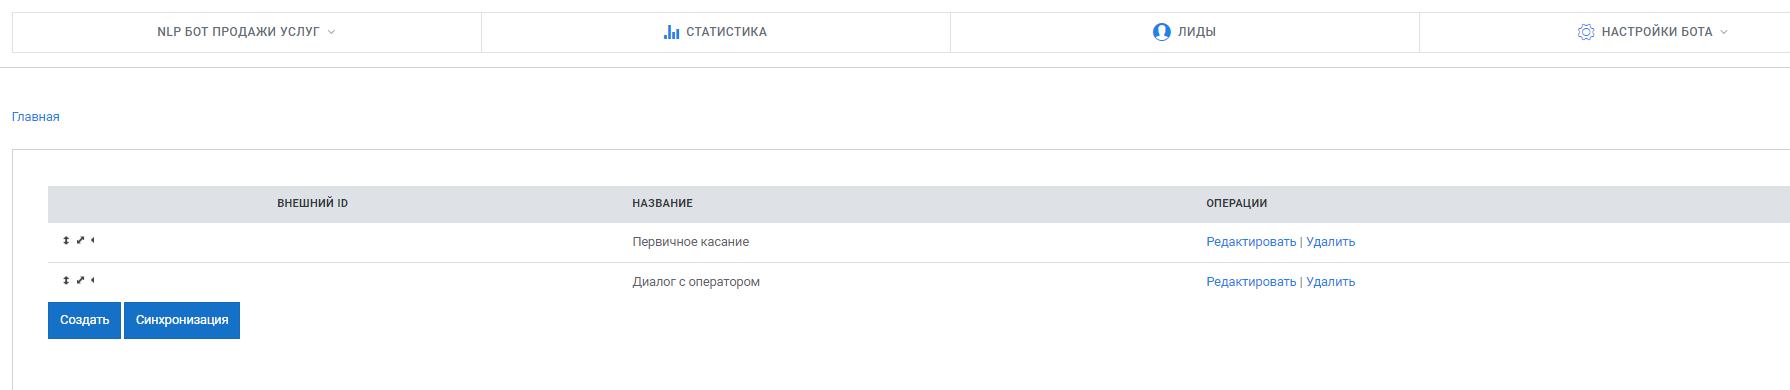 NLP БОТ ПРОДАЖИ УСЛУГ СТАТИСТИКА ЛИДЫ НАСТРОЙКИ БОТА
Главная
ВНЕШНИЙ ID НАЗВАНИЕ ОПЕРАЦИИ
Первичное касание Редактировать | Удалить
Диалог с оператором Редактировать | Удалить
Создать Синхронизация